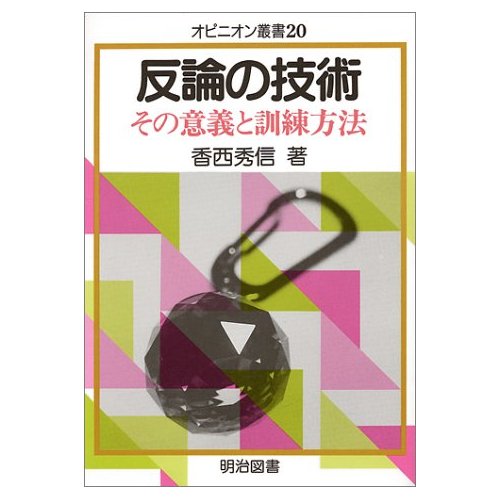 オピニオン叢書20
反論の技術
その意義と訓練方法
香西秀信 著
明治図書